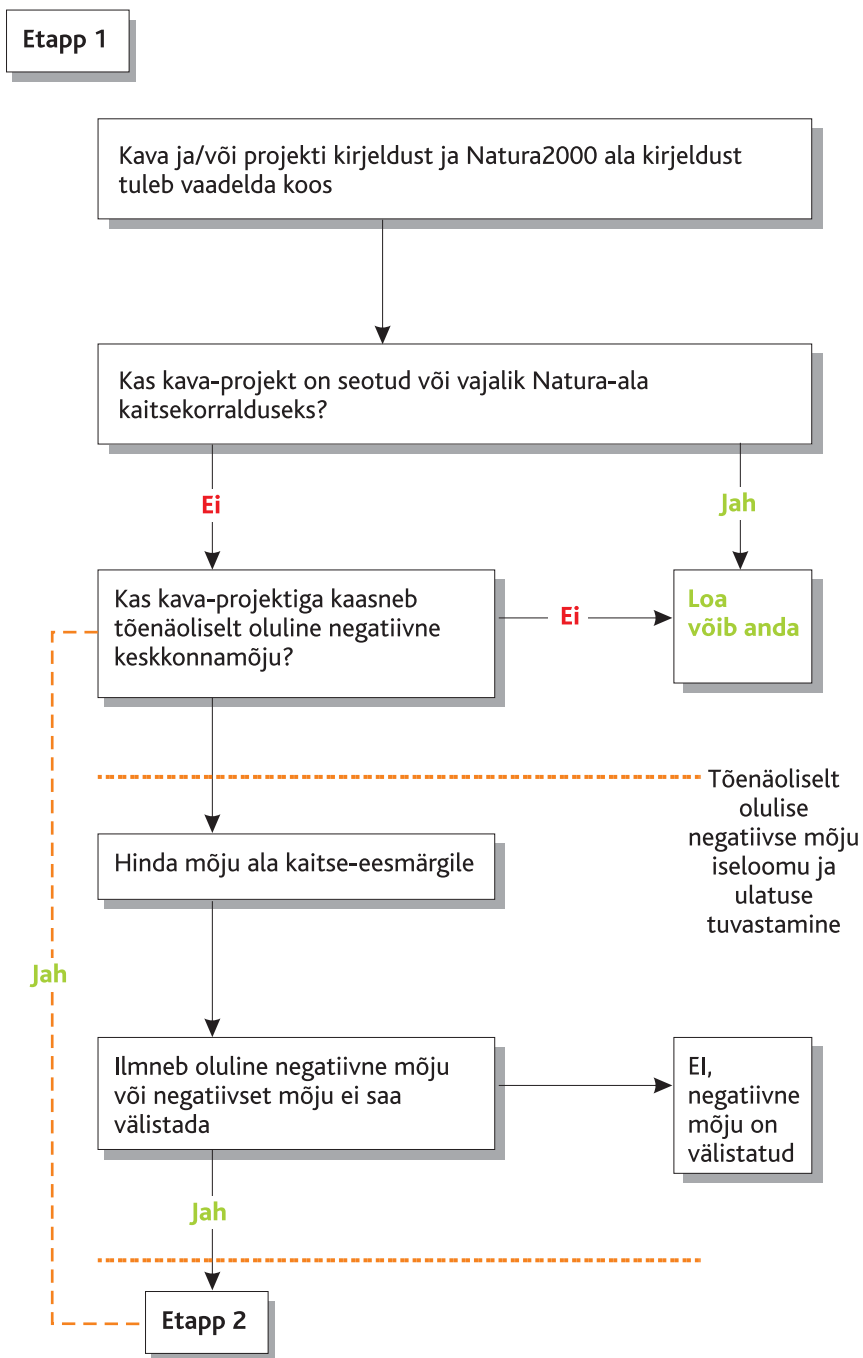 Etapp 1
Kava ja/või projekti kirjeldust ja Natura2000 ala kirjeldust
tuleb vaadelda koos
Kas kava-projekt on seotud või vajalik Natura-ala
kaitsekorralduseks?
Ei
Jah
Kas kava-projektiga kaasneb
tõenäoliselt oluline negatiivne
keskkonnamõju?
Ei
Loa
võib anda
Tõenäoliselt
olulise
negatiivse mõju
iseloomu ja
ulatuse
tuvastamine
Hinda mõju ala kaitse-eesmärgile
Jah
Ilmneb oluline negatiivne mõju
või negatiivset mõju ei saa
välistada
EI,
negatiivne
mõju on
välistatud
Jah
Etapp 2